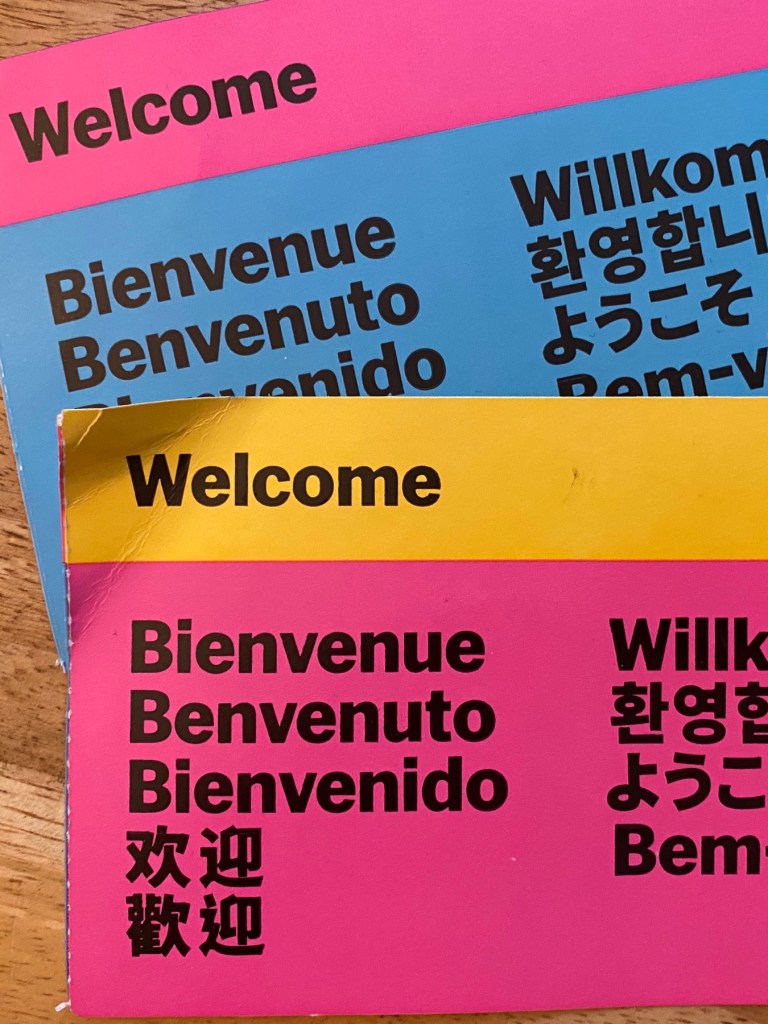 Welcome
Bienvenue
Benvenuto
Bienvenido
Willkom
환영합니
ようこそ
Bem-v
Welcome
Bienvenue
Benvenuto
Bienvenido
欢迎
歡迎
Willk
환영합
ようこ
Bem-